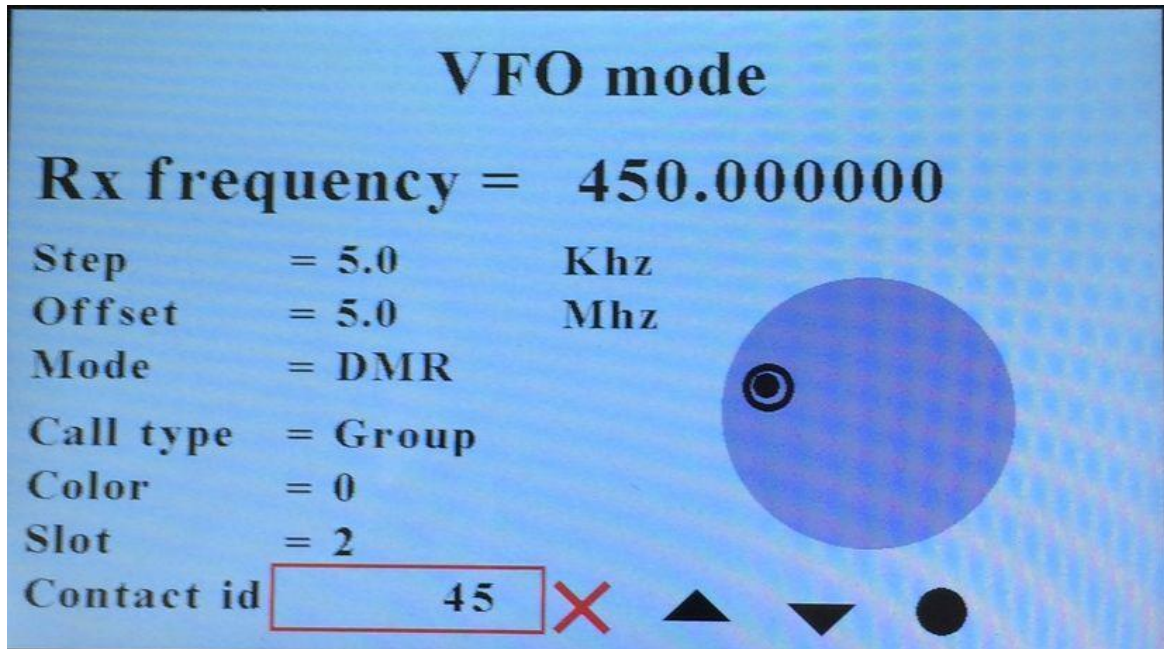 VFO mode
Rx frequency = 450.000000
Step = 5.0 Khz
Offset = 5.0 Mhz
Mode = DMR
Call type = Group
Color = 0
Slot = 2
Contact id 45